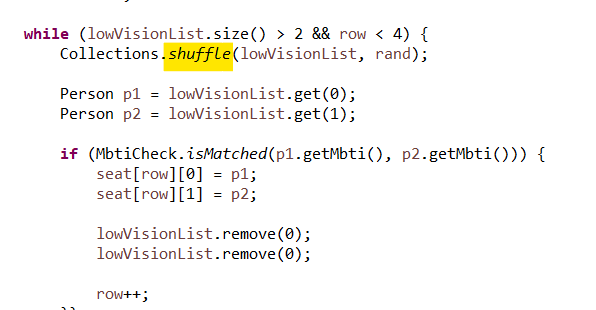 while (lowVisionList.size() > 2 && row < 4) {
Collections.shuffle(lowVisionList, rand);
Person p1 = lowVisionList.get(0);
Person p2 = lowVisionList.get(1);
if (MbtiCheck.isMatched(p1.getMbti(), p2.getMbti())) {
seat[row][0] = p1;
seat[row][1] = p2;
lowVisionList.remove(0);
lowVisionList.remove(0);
row++;